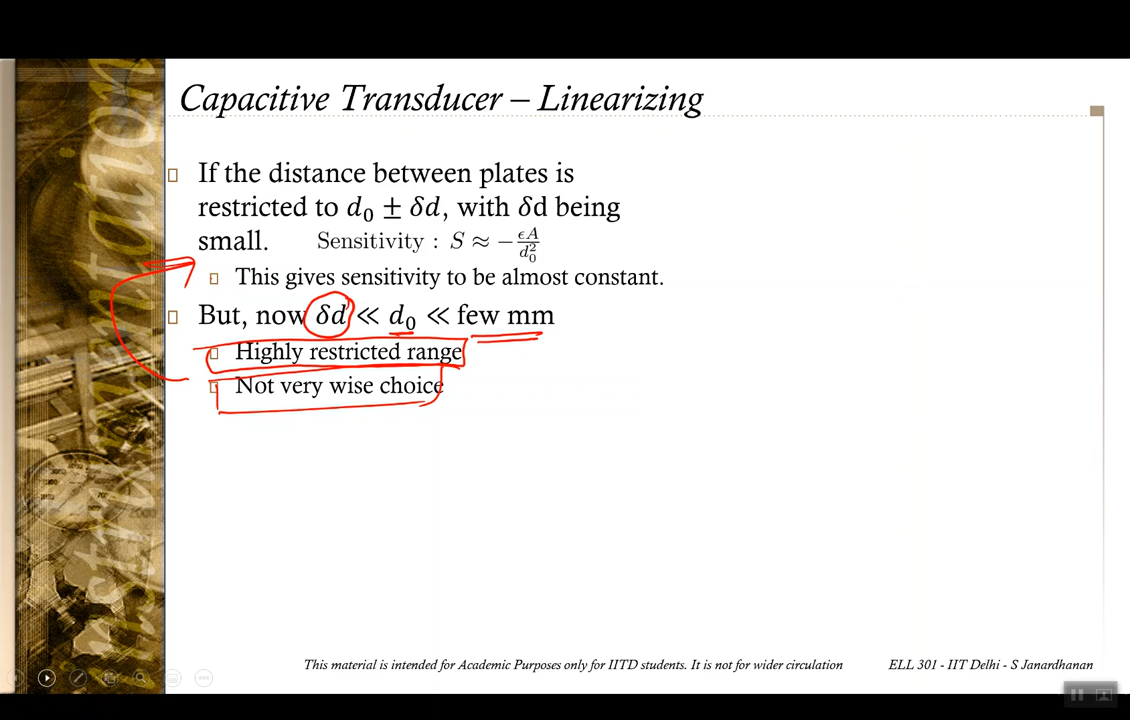 Capacitive Transducer – Linearizing
If the distance between plates is
restricted to d₀ ± δd, with δd being
small. Sensitivity : S ≈ −ϵA/d₀²
This gives sensitivity to be almost constant.
But, now δd ≪ d₀ ≪ few mm
Highly restricted range
Not very wise choice
This material is intended for Academic Purposes only for IITD students. It is not for wider circulation
ELL 301 - IIT Delhi - S Janardhanan